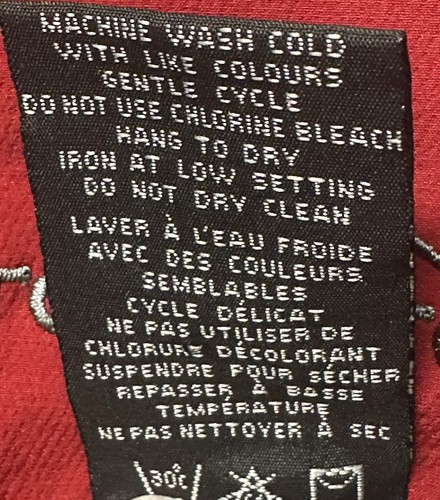 MACHINE WASH COLD
WITH LIKE COLOURS
GENTLE CYCLE
DO NOT USE CHLORINE BLEACH
HANG TO DRY
IRON AT LOW SETTING
DO NOT DRY CLEAN
LAVER À L'EAU FROIDE
AVEC DES COULEURS
SEMBLABLES
CYCLE DÉLICAT
NE PAS UTILISER DE
CHLORURE DÉCOLORANT
SUSPENDRE POUR SÉCHER
REPASSER À BASSE
TEMPÉRATURE
NE PAS NETTOYER À SEC
30C